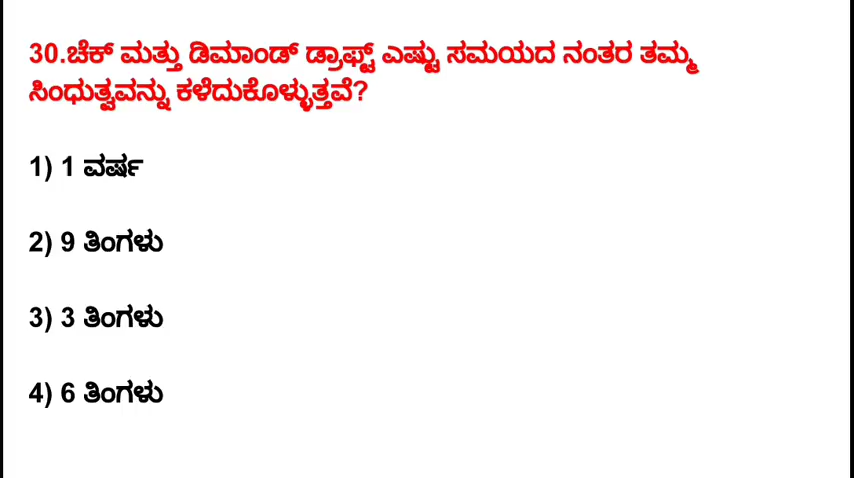 30.ಚೆಕ್ ಮತ್ತು ಡಿಮಾಂಡ್ ಡ್ರಾಫ್ಟ್ ಎಷ್ಟು ಸಮಯದ ನಂತರ ತಮ್ಮ
ಸಿಂಧುತ್ವವನ್ನು ಕಳೆದುಕೊಳ್ಳುತ್ತವೆ?
1) 1 ವರ್ಷ
2) 9 ತಿಂಗಳು
3) 3 ತಿಂಗಳು
4) 6 ತಿಂಗಳು